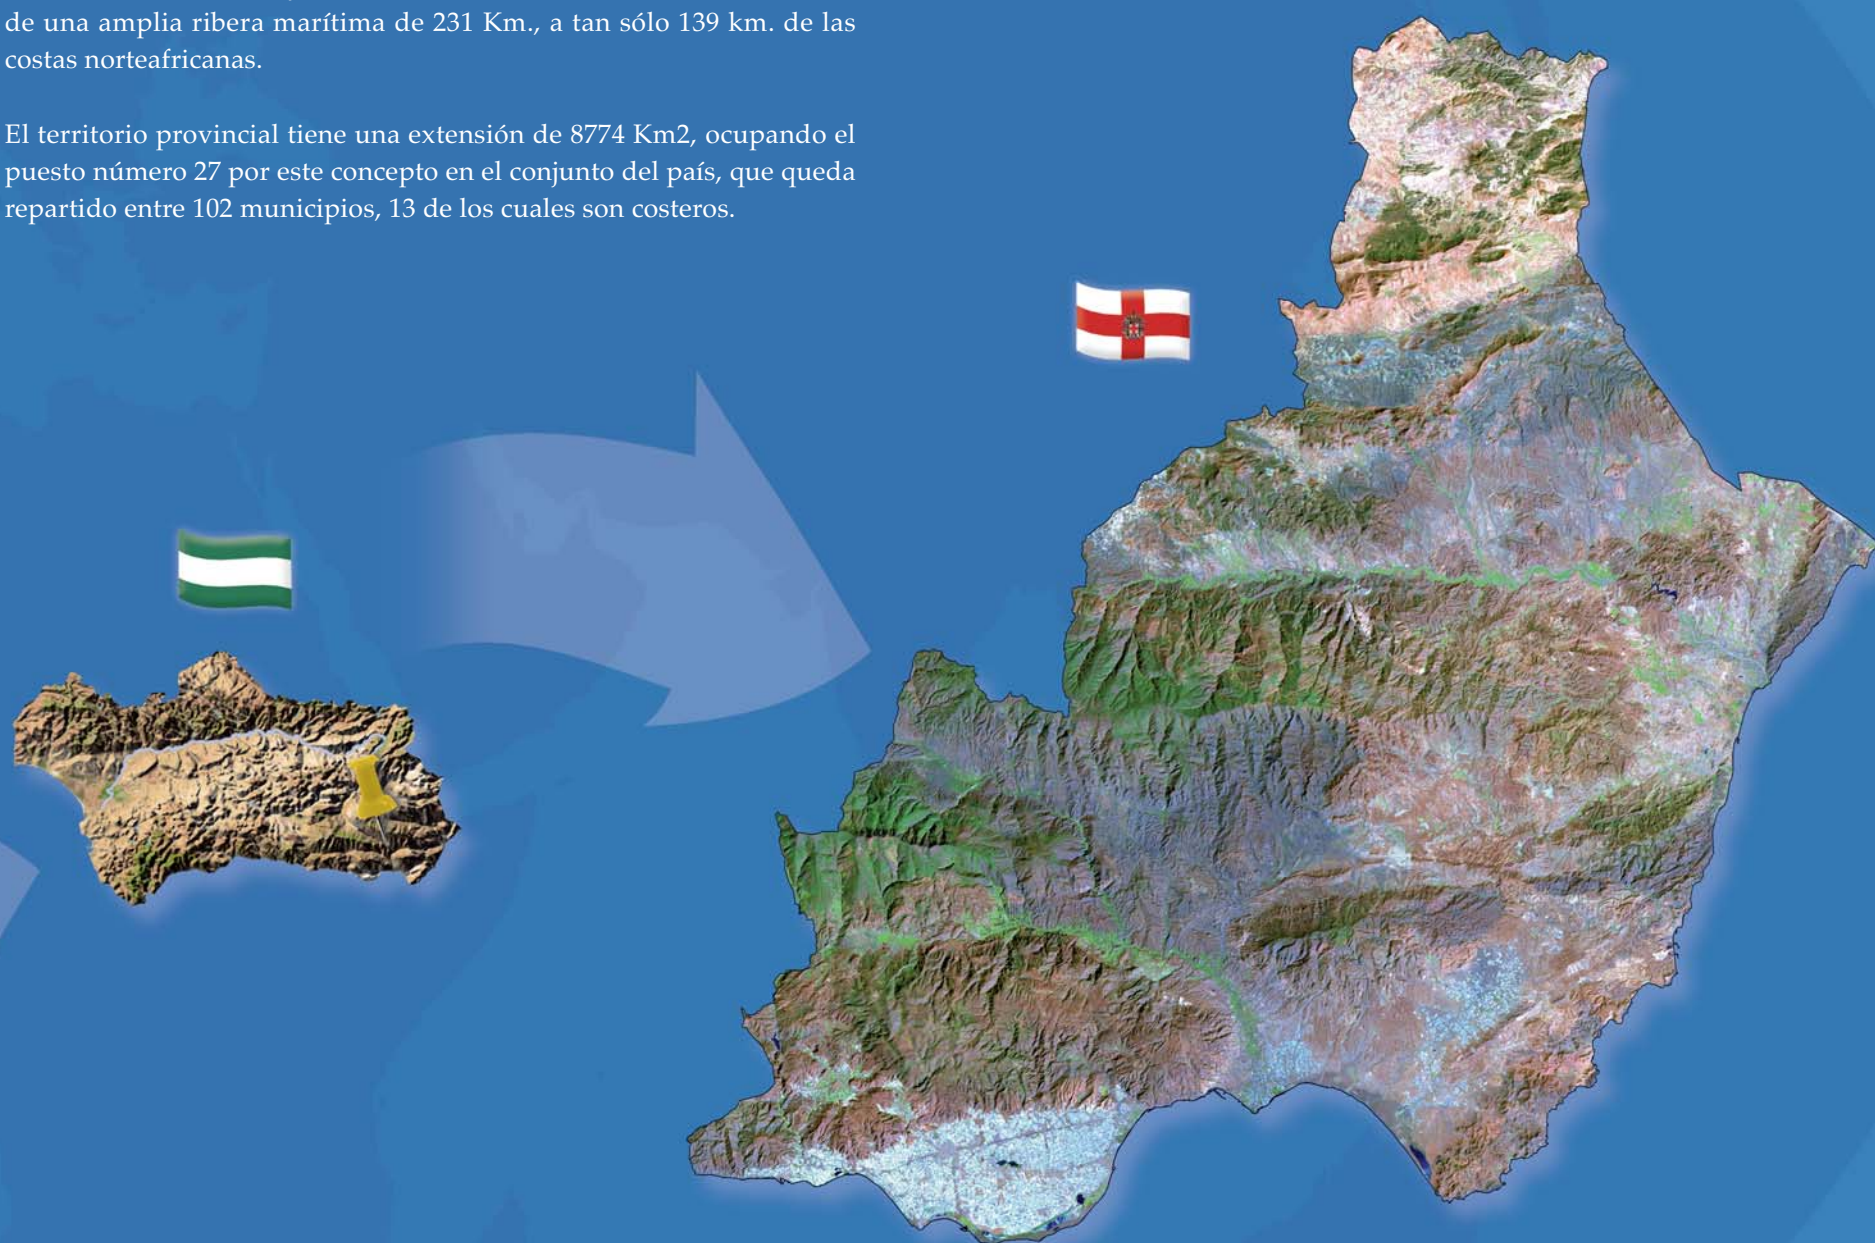 de una amplia ribera marítima de 231 Km., a tan sólo 139 km. de las
costas norteafricanas.
El territorio provincial tiene una extensión de 8774 Km2, ocupando el
puesto número 27 por este concepto en el conjunto del país, que queda
repartido entre 102 municipios, 13 de los cuales son costeros.